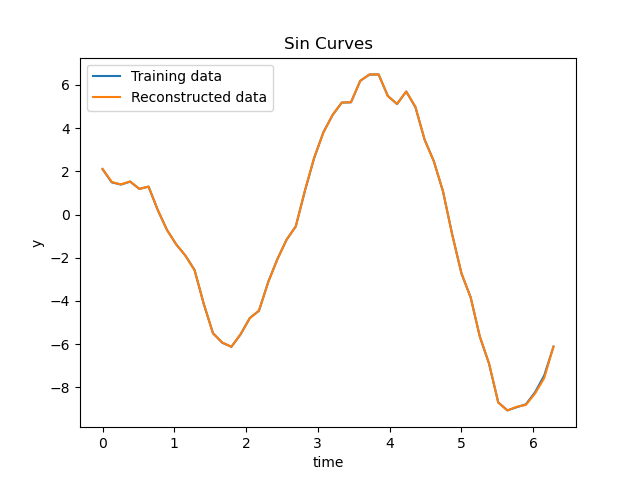 Sin Curves
Training data
Reconstructed data
y
6
4
2
0
−2
−4
−6
−8
0 1 2 3 4 5 6
time